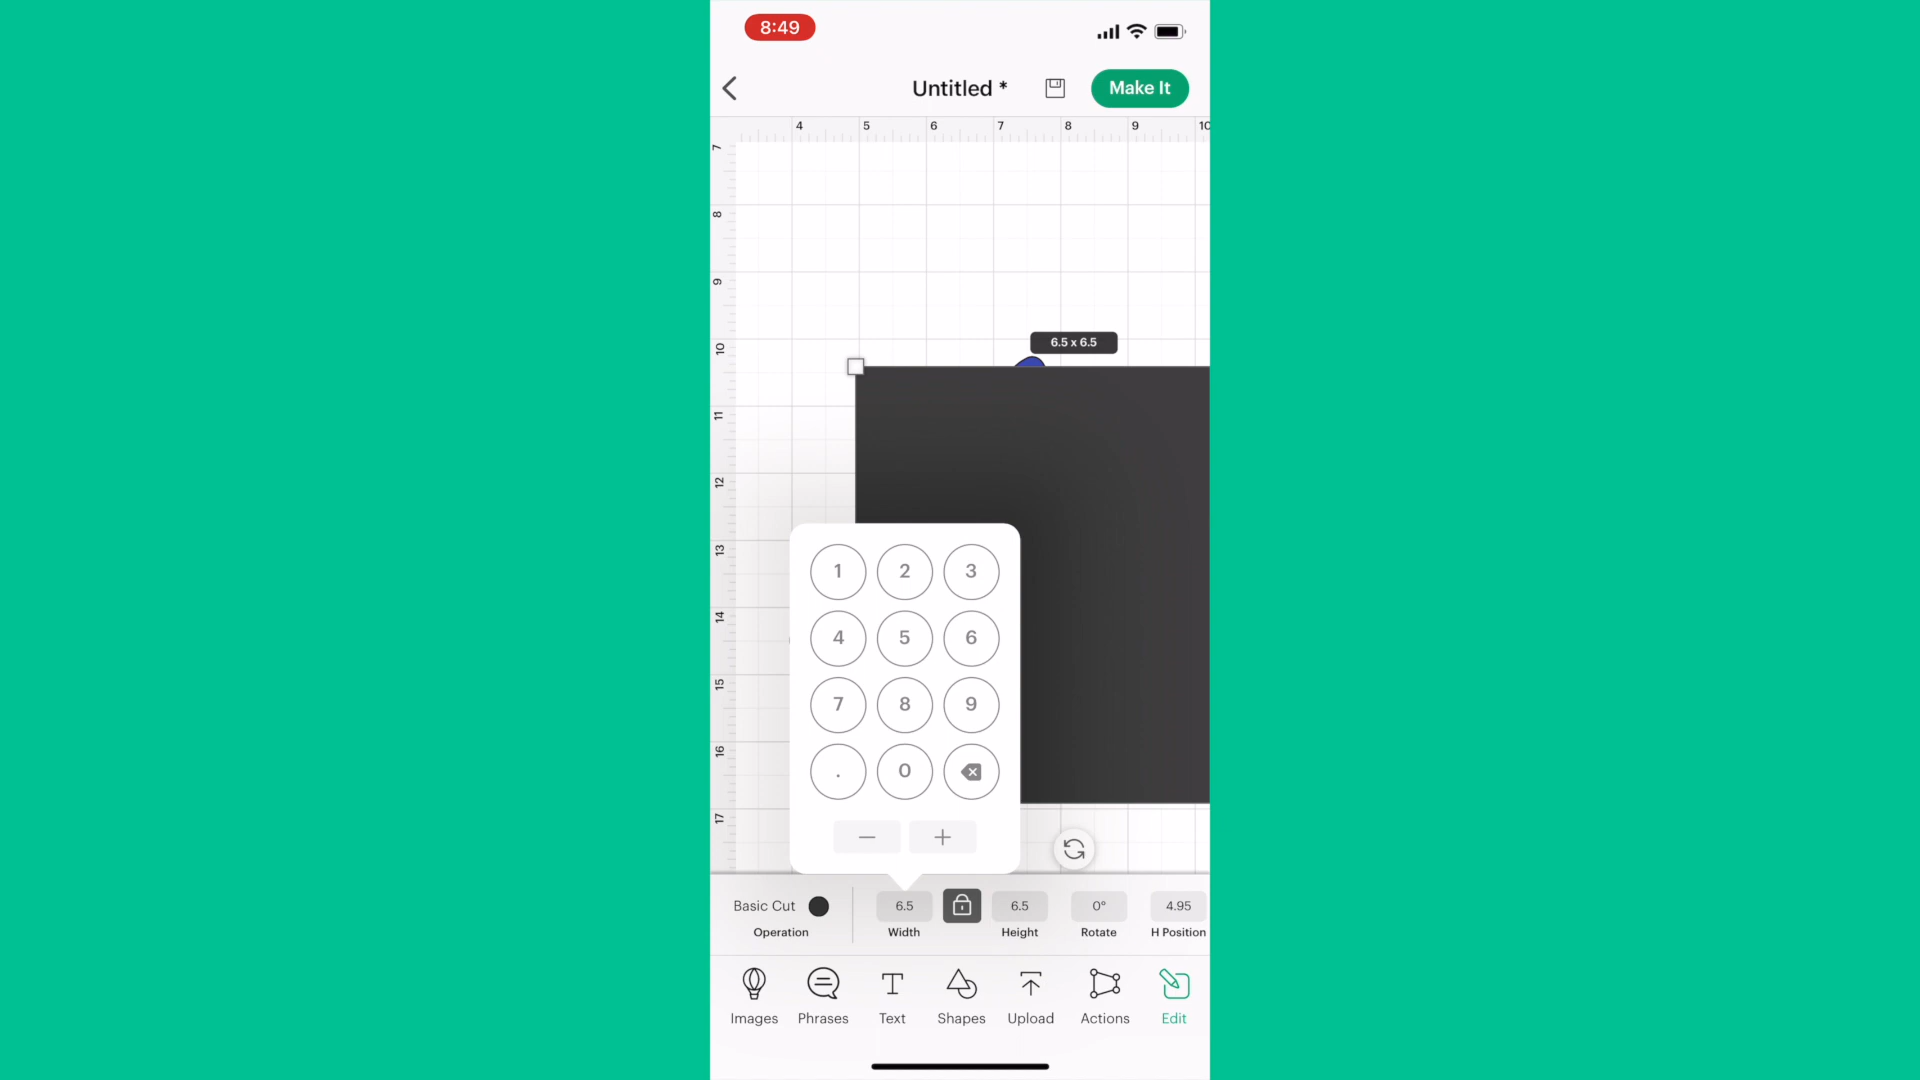 8:49
Untitled *
Make It
4 5 6 7 8 9 10
7
8
9
10
11
12
13
14
15
16
17
6.5 x 6.5
1 2 3
4 5 6
7 8 9
. 0
− +
Basic Cut
Operation
6.5
Width
6.5
Height
0°
Rotate
4.95
H Position
Images
Phrases
Text
Shapes
Upload
Actions
Edit